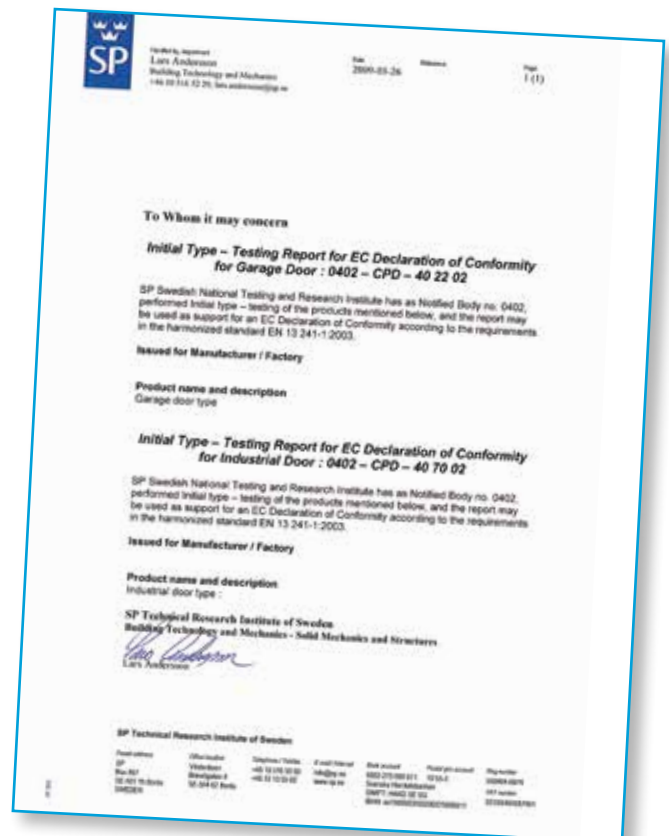 SP
Lars Andersson
Building Technology and Mechanics
Date
2009-03-26
Page
1 (1)
To Whom it may concern
Initial Type – Testing Report for EC Declaration of Conformity
for Garage Door : 0402 – CPD – 40 22 02
SP Swedish National Testing and Research Institute has as Notified Body no. 0402,
performed Initial type – testing of the products mentioned below, and the report may
be used as support for an EC Declaration of Conformity according to the requirements
in the harmonized standard EN 13 241-1:2003.
Issued for Manufacturer / Factory
Product name and description
Garage door type
Initial Type – Testing Report for EC Declaration of Conformity
for Industrial Door : 0402 – CPD – 40 70 02
SP Swedish National Testing and Research Institute has as Notified Body no. 0402,
performed Initial type – testing of the products mentioned below, and the report may
be used as support for an EC Declaration of Conformity according to the requirements
in the harmonized standard EN 13 241-1:2003.
Issued for Manufacturer / Factory
Product name and description
Industrial door type :
SP Technical Research Institute of Sweden
Building Technology and Mechanics - Solid Mechanics and Structures
Lars Andersson
SP Technical Research Institute of Sweden
SP
SWEDEN